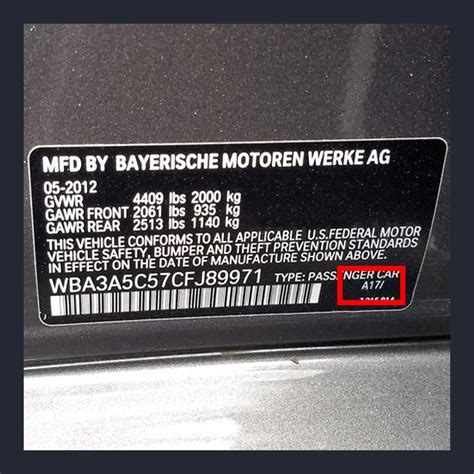 MFD BY BAYERISCHE MOTOREN WERKE AG
05-2012
GVWR 4409 lbs 2000 kg
GAWR FRONT 2061 lbs 935 kg
GAWR REAR 2513 lbs 1140 kg
THIS VEHICLE CONFORMS TO ALL APPLICABLE U.S.FEDERAL MOTOR
VEHICLE SAFETY, BUMPER AND THEFT PREVENTION STANDARDS
IN EFFECT ON THE DATE OF MANUFACTURE SHOWN ABOVE.
WBA3A5C57CFJ89971 TYPE: PASSENGER CAR
A17/